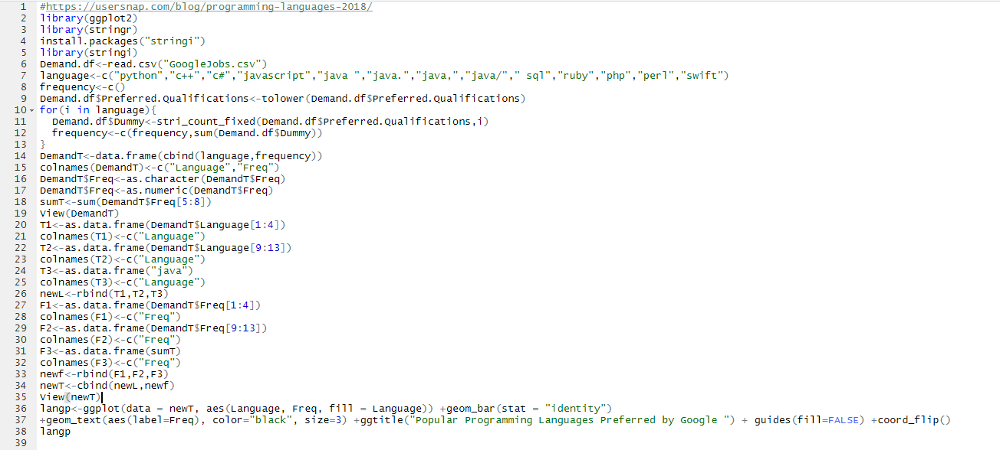 1 #https://usersnap.com/blog/programming-languages-2018/
2 library(ggplot2)
3 library(stringr)
4 install.packages("stringi")
5 library(stringi)
6 Demand.df<-read.csv("GoogleJobs.csv")
7 language<-c("python","c++","c#","javascript","java ","java.","java,","java/"," sql","ruby","php","perl","swift")
8 frequency<-c()
9 Demand.df$Preferred.Qualifications<-tolower(Demand.df$Preferred.Qualifications)
10 for(i in language){
11   Demand.df$Dummy<-stri_count_fixed(Demand.df$Preferred.Qualifications,i)
12   frequency<-c(frequency,sum(Demand.df$Dummy))
13 }
14 DemandT<-data.frame(cbind(language,frequency))
15 colnames(DemandT)<-c("Language","Freq")
16 DemandT$Freq<-as.character(DemandT$Freq)
17 DemandT$Freq<-as.numeric(DemandT$Freq)
18 sumT<-sum(DemandT$Freq[5:8])
19 View(DemandT)
20 T1<-as.data.frame(DemandT$Language[1:4])
21 colnames(T1)<-c("Language")
22 T2<-as.data.frame(DemandT$Language[9:13])
23 colnames(T2)<-c("Language")
24 T3<-as.data.frame("java")
25 colnames(T3)<-c("Language")
26 newL<-rbind(T1,T2,T3)
27 F1<-as.data.frame(DemandT$Freq[1:4])
28 colnames(F1)<-c("Freq")
29 F2<-as.data.frame(DemandT$Freq[9:13])
30 colnames(F2)<-c("Freq")
31 F3<-as.data.frame(sumT)
32 colnames(F3)<-c("Freq")
33 newf<-rbind(F1,F2,F3)
34 newT<-cbind(newL,newf)
35 View(newT)
36 langp<-ggplot(data = newT, aes(Language, Freq, fill = Language)) +geom_bar(stat = "identity")
37 +geom_text(aes(label=Freq), color="black", size=3) +ggtitle("Popular Programming Languages Preferred by Google ") + guides(fill=FALSE) +coord_flip()
38 langp
39